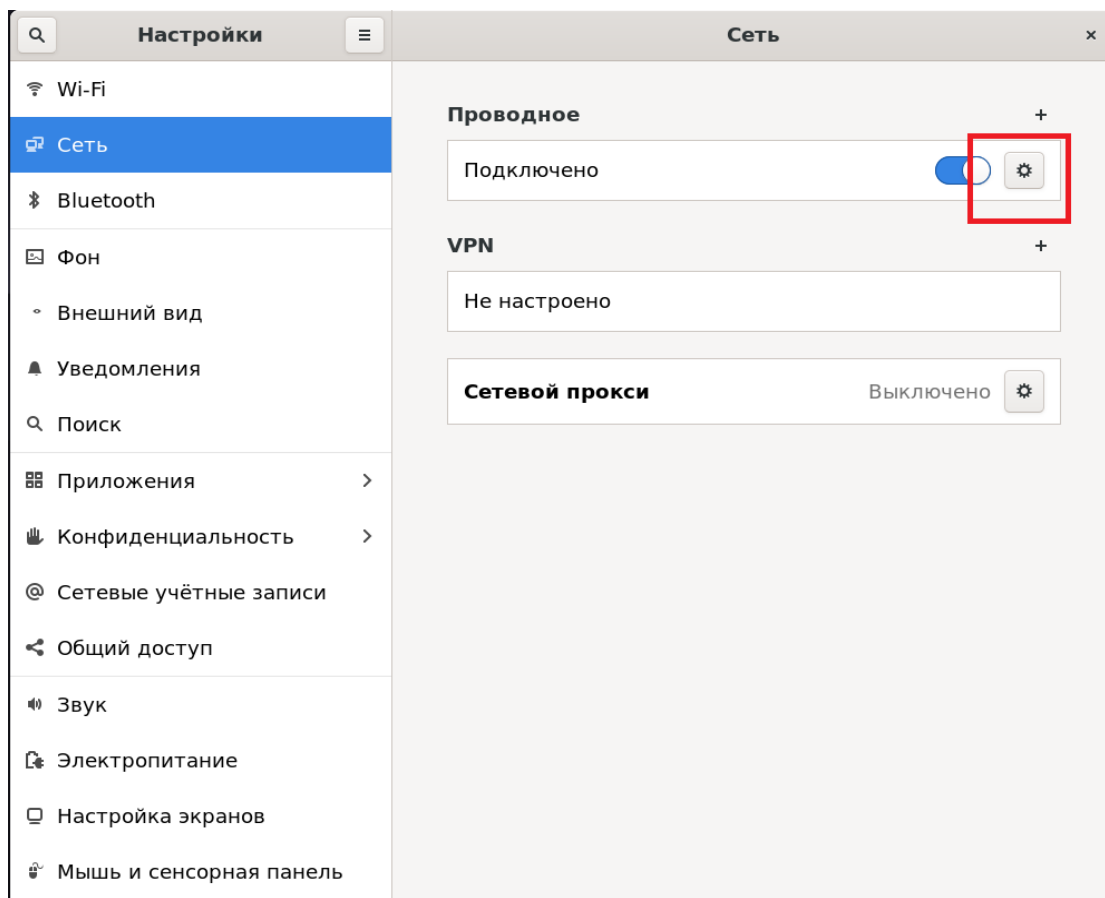 Настройки
Сеть
Wi-Fi
Сеть
Bluetooth
Фон
Внешний вид
Уведомления
Поиск
Приложения
Конфиденциальность
Сетевые учётные записи
Общий доступ
Звук
Электропитание
Настройка экранов
Мышь и сенсорная панель
Проводное
Подключено
VPN
Не настроено
Сетевой прокси Выключено